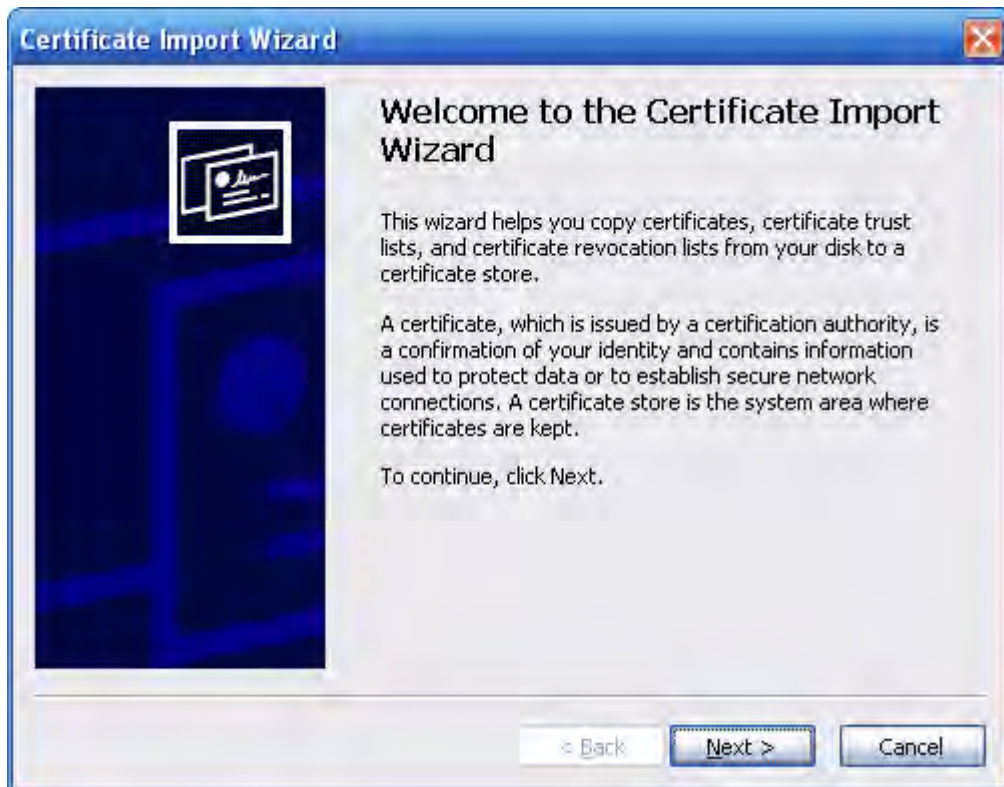 Certificate Import Wizard
Welcome to the Certificate Import
Wizard
This wizard helps you copy certificates, certificate trust
lists, and certificate revocation lists from your disk to a
certificate store.
A certificate, which is issued by a certification authority, is
a confirmation of your identity and contains information
used to protect data or to establish secure network
connections. A certificate store is the system area where
certificates are kept.
To continue, click Next.
< Back Next > Cancel